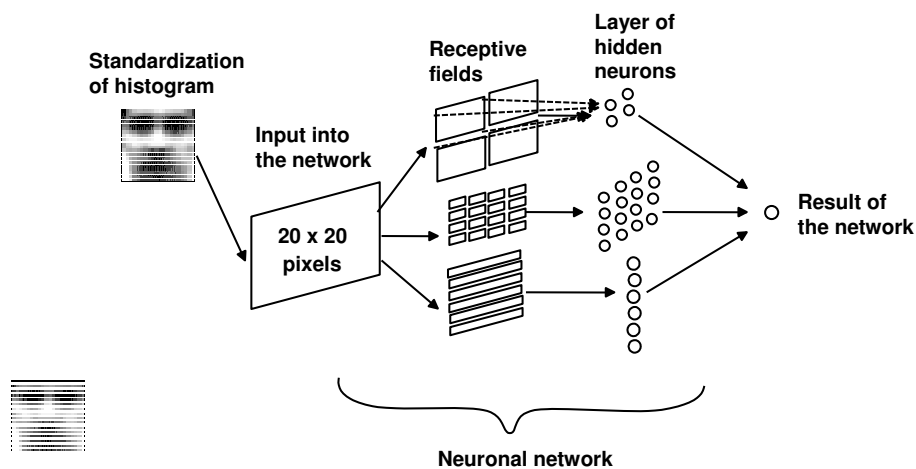 Standardization
of histogram
Input into
the network
20 x 20
pixels
Receptive
fields
Layer of
hidden
neurons
Result of
the network
Neuronal network